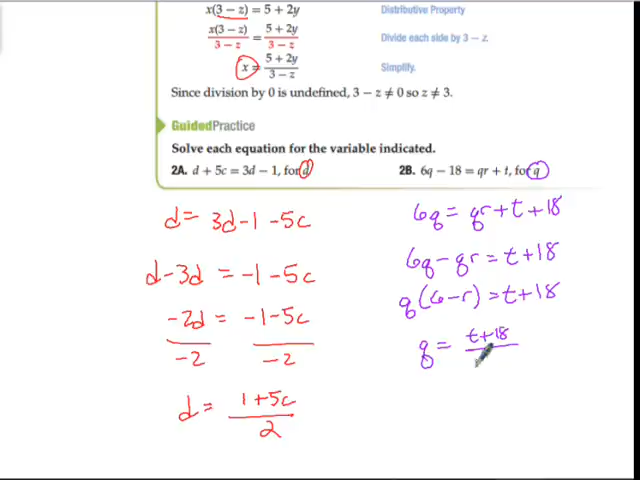 x(3 − z) = 5 + 2y Distributive Property
x(3 − z)/3 − z = 5 + 2y/3 − z Divide each side by 3 − z.
x = 5 + 2y/3 − z Simplify.
Since division by 0 is undefined, 3 − z ≠ 0 so z ≠ 3.
GuidedPractice
Solve each equation for the variable indicated.
2A. d + 5c = 3d − 1, for d
2B. 6q − 18 = qr + t, for q
d = 3d-1-5c
d-3d = -1-5c
-2d/-2 = -1-5c/-2
d = 1+5c/2
6q = qr+t+18
6q-qr = t+18
q(6-r) = t+18
q = t+18